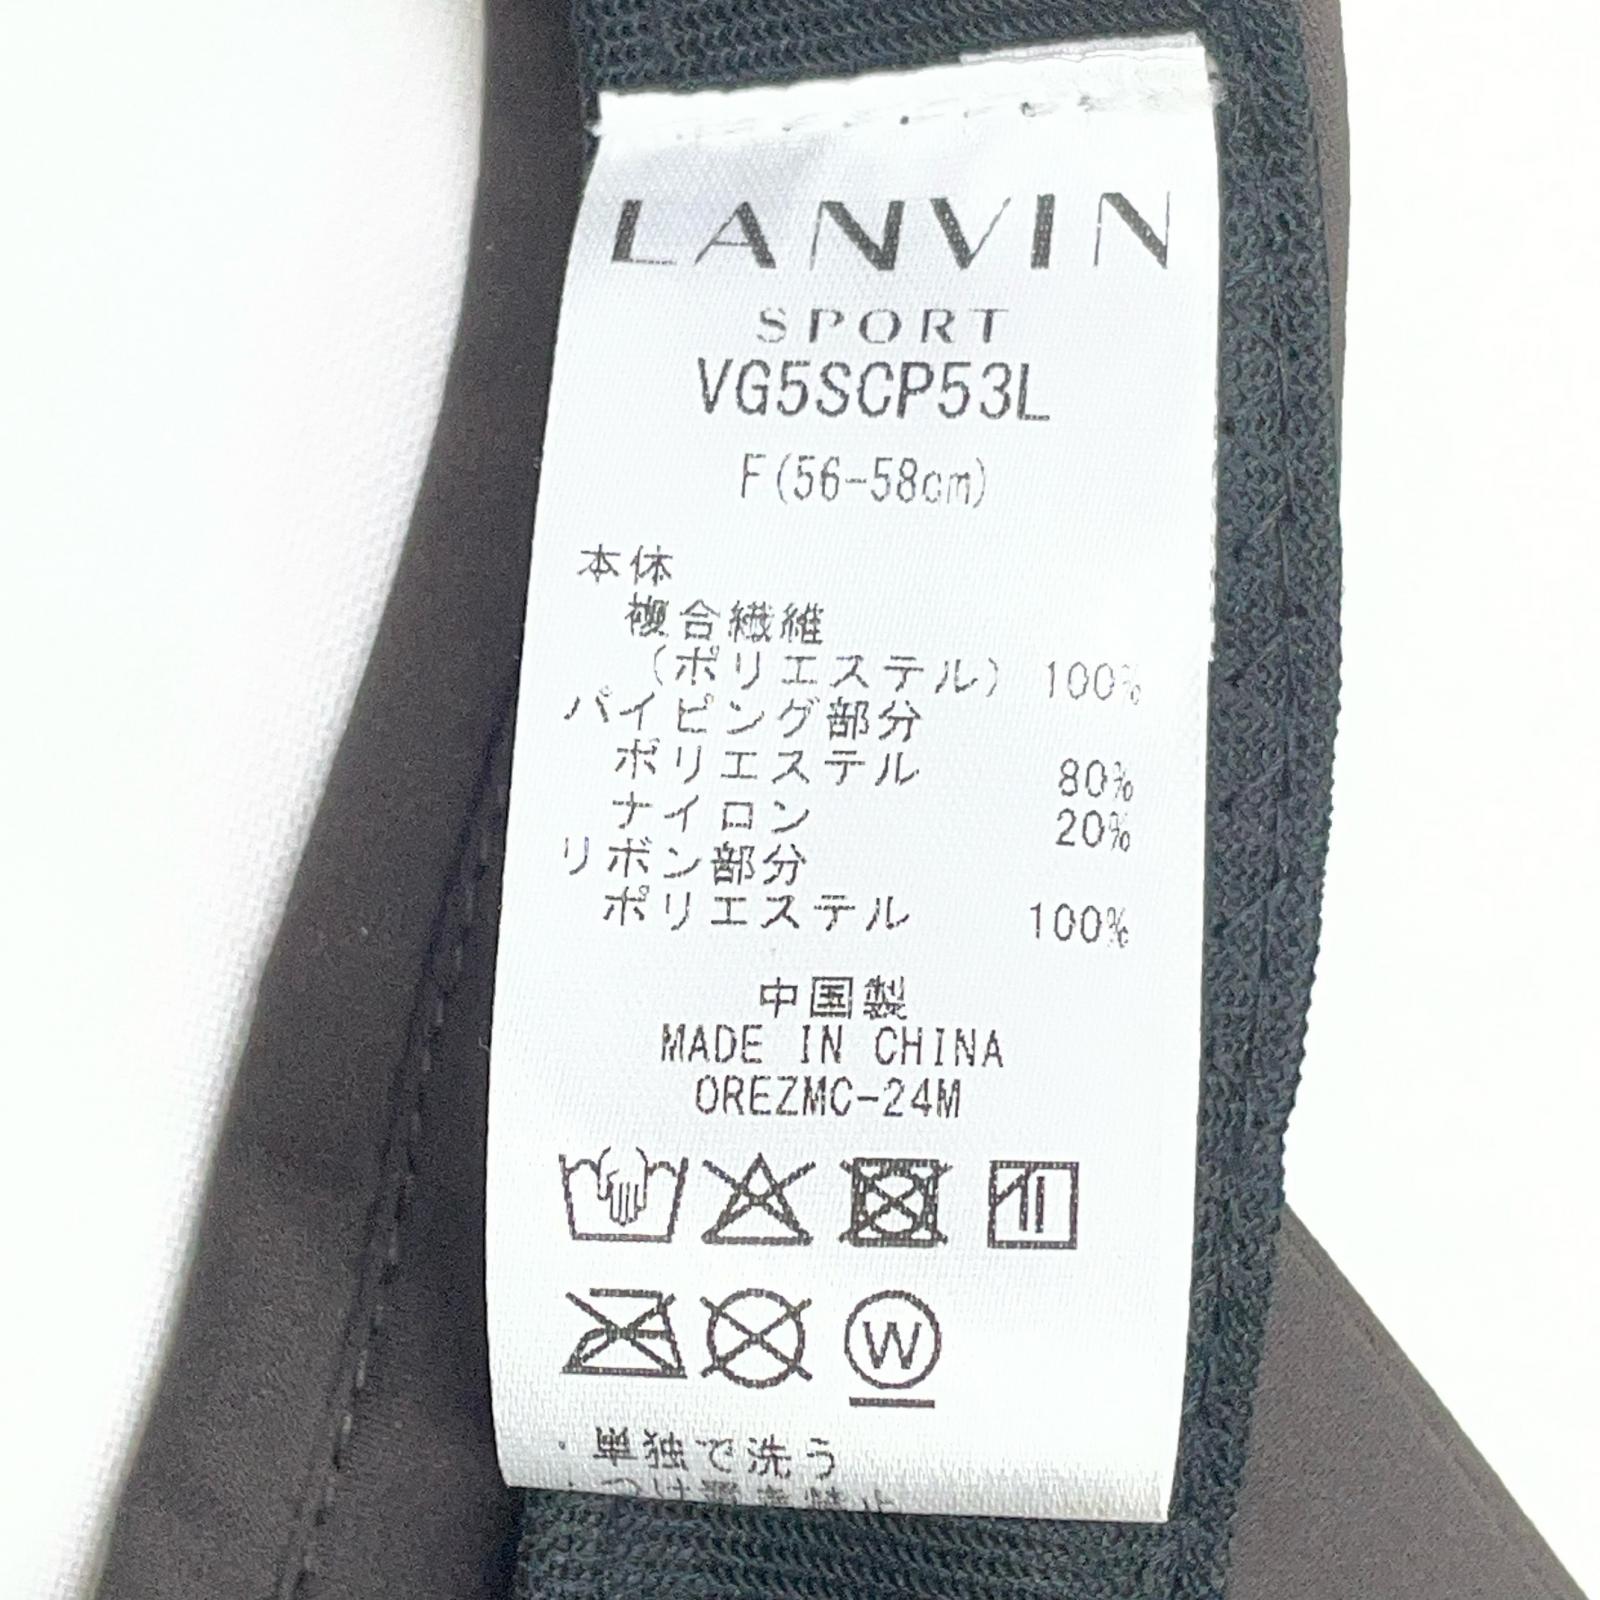 LANVIN
SPORT
VG5SCP53L
F(56-58cm)
本体
複合繊維
(ポリエステル) 100%
パイピング部分
ポリエステル 80%
ナイロン 20%
リボン部分
ポリエステル 100%
中国製
MADE IN CHINA
OREZMC-24M
W
・単独で洗う